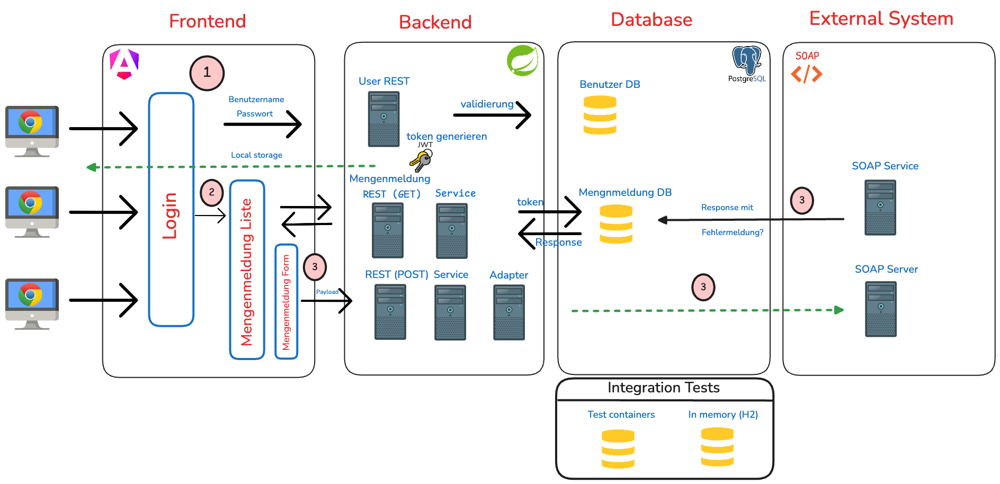 Frontend
Backend
Database
External System
1
Benutzername
Passwort
Local storage
Login
2
Mengenmeldung Liste
Mengenmeldung Form
3
Payload
User REST
validierung
token generieren
JWT
Mengenmeldung
REST (GET)
Service
REST (POST)
Service
Adapter
token
Response
PostgreSQL
Benutzer DB
Mengnmeldung DB
Response mit
Fehlermeldung?
3
3
SOAP
</>
SOAP Service
SOAP Server
Integration Tests
Test containers
In memory (H2)